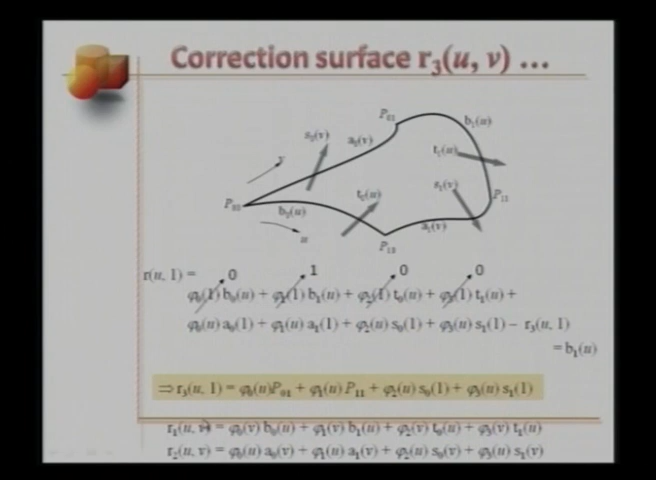 Correction surface r₃(u, v) …
P₀₁
b₁(u)
s₀(v)
a₀(v)
t₁(u)
v
s₁(v)
t₀(u)
P₁₁
P₀₀
b₀(u)
a₁(v)
u
P₁₀
0 1 0 0
r(u, 1) =
φ₀(1) b₀(u) + φ₁(1) b₁(u) + φ₂(1) t₀(u) + φ₃(1) t₁(u) +
φ₀(u) a₀(1) + φ₁(u) a₁(1) + φ₂(u) s₀(1) + φ₃(u) s₁(1) – r₃(u, 1)
= b₁(u)
⇒ r₃(u, 1) = φ₀(u)P₀₁ + φ₁(u) P₁₁ + φ₂(u) s₀(1) + φ₃(u) s₁(1)
r₁(u, v) = φ₀(v) b₀(u) + φ₁(v) b₁(u) + φ₂(v) t₀(u) + φ₃(v) t₁(u)
r₂(u, v) = φ₀(u) a₀(v) + φ₁(u) a₁(v) + φ₂(u) s₀(v) + φ₃(u) s₁(v)